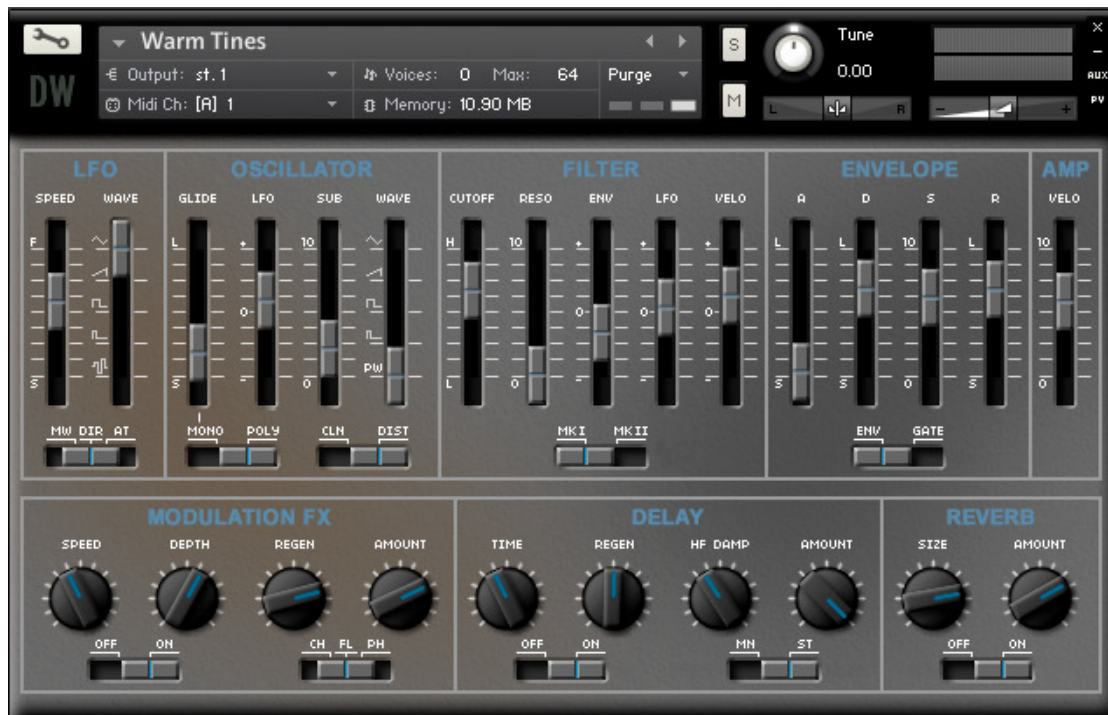 Warm Tines
S
Tune
X
Output: st.1
Voices: 0 Max: 64
Purge
0.00
AUX
DW
Midi Ch: [A] 1
Memory: 10.90 MB
M
L R
- +
PV
LFO OSCILLATOR FILTER ENVELOPE AMP
SPEED WAVE GLIDE LFO SUB WAVE CUTOFF RESO ENV LFO VELO A D S R VELO
F L + 10 H 10 + + + L L 10 L 10
0- 0- 0- 0-
PW
S S - 0 L 0 - - - S S 0 S 0
MW DIR AT MONO POLY CLN DIST MKI MKII ENV GATE
MODULATION FX DELAY REVERB
SPEED DEPTH REGEN AMOUNT TIME REGEN HF DAMP AMOUNT SIZE AMOUNT
OFF ON CH FL PH OFF ON MN ST OFF ON